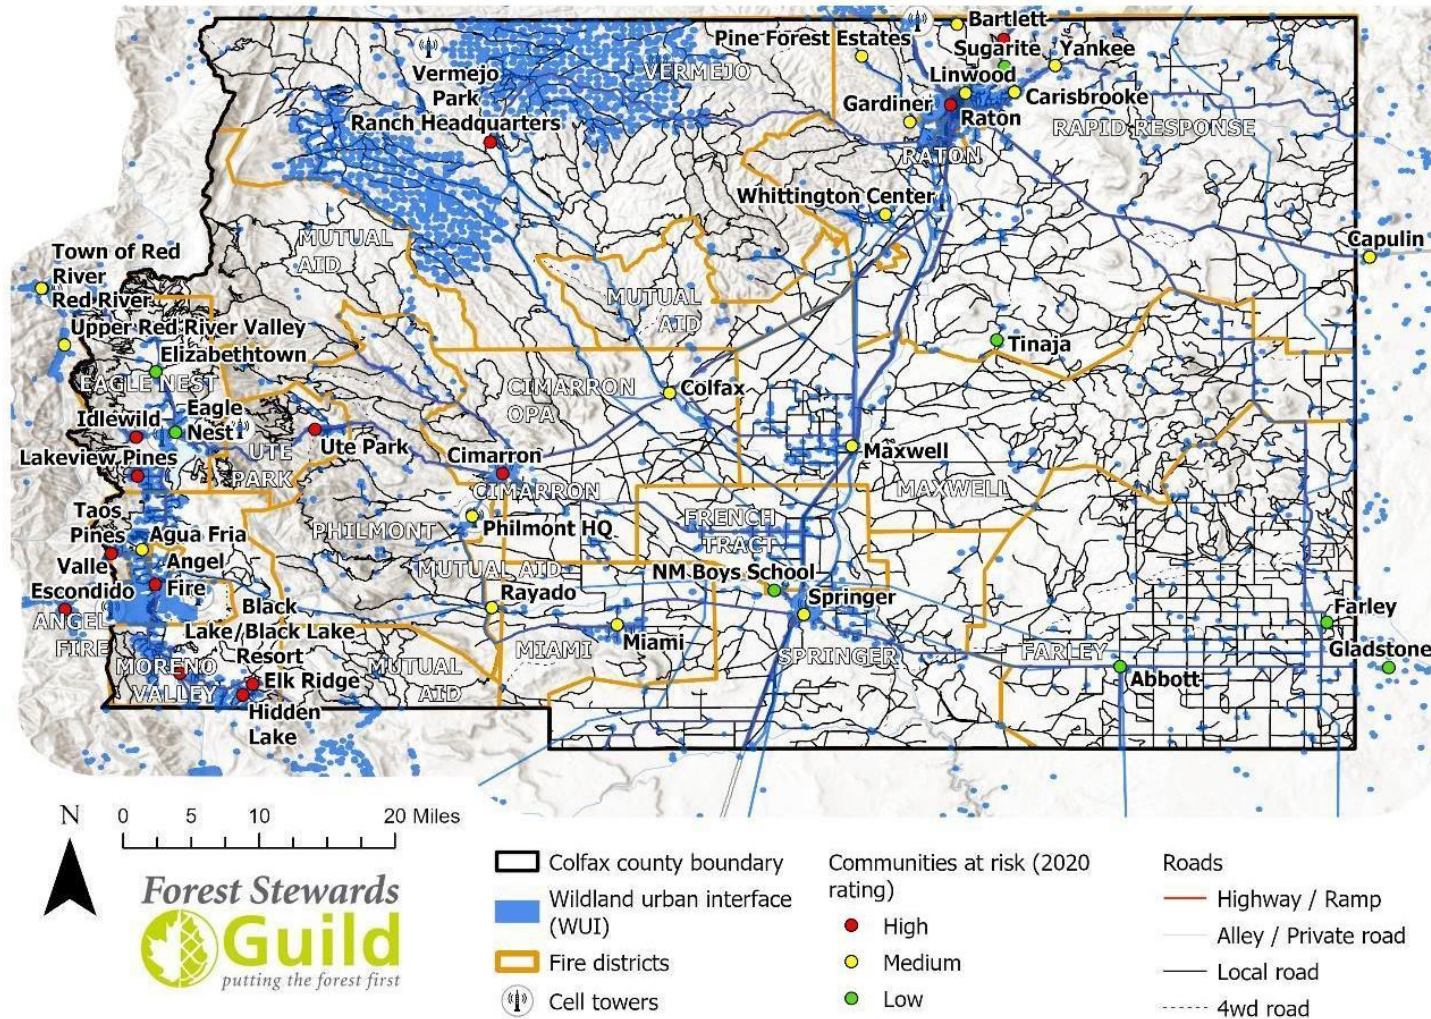 Bartlett
Pine Forest Estates
Sugarite
Yankee
Vermejo
Park
Ranch Headquarters
VERMEJO
Linwood
Gardiner
Carisbrooke
Raton
RAPID RESPONSE
RATON
Whittington Center
MUTUAL
AID
Capulin
Town of Red
River
Red River
MUTUAL
AID
Upper Red River Valley
Elizabethtown
Tinaja
EAGLE NEST
CIMARRON
OPA
Colfax
Idlewild
Eagle
Nest
Ute Park
UTE
PARK
Lakeview Pines
Cimarron
CIMARRON
Maxwell
MAXWELL
Taos
Pines
Agua Fria
PHILMONT
Philmont HQ
FRENCH
TRACT
Valle
Escondido
Angel
Fire
MUTUAL AID
NM Boys School
ANGEL
FIRE
Black
Lake/Black Lake
Resort
Rayado
Springer
Farley
Miami
MIAMI
SPRINGER
FARLEY
Gladstone
MORENO
VALLEY
Elk Ridge
MUTUAL
AID
Abbott
Hidden
Lake
N
0 5 10 20 Miles
Forest Stewards
Guild
putting the forest first
Colfax county boundary
Wildland urban interface
(WUI)
Fire districts
Cell towers
Communities at risk (2020
rating)
High
Medium
Low
Roads
Highway / Ramp
Alley / Private road
Local road
4wd road